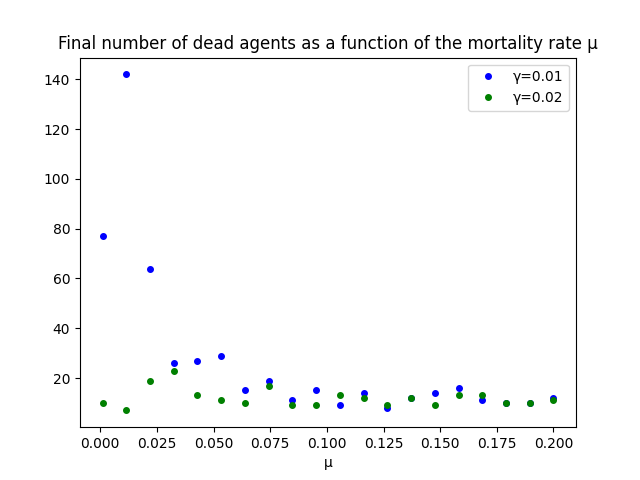 Final number of dead agents as a function of the mortality rate μ
140
120
100
80
60
40
20
γ=0.01
γ=0.02
0.000 0.025 0.050 0.075 0.100 0.125 0.150 0.175 0.200
μ